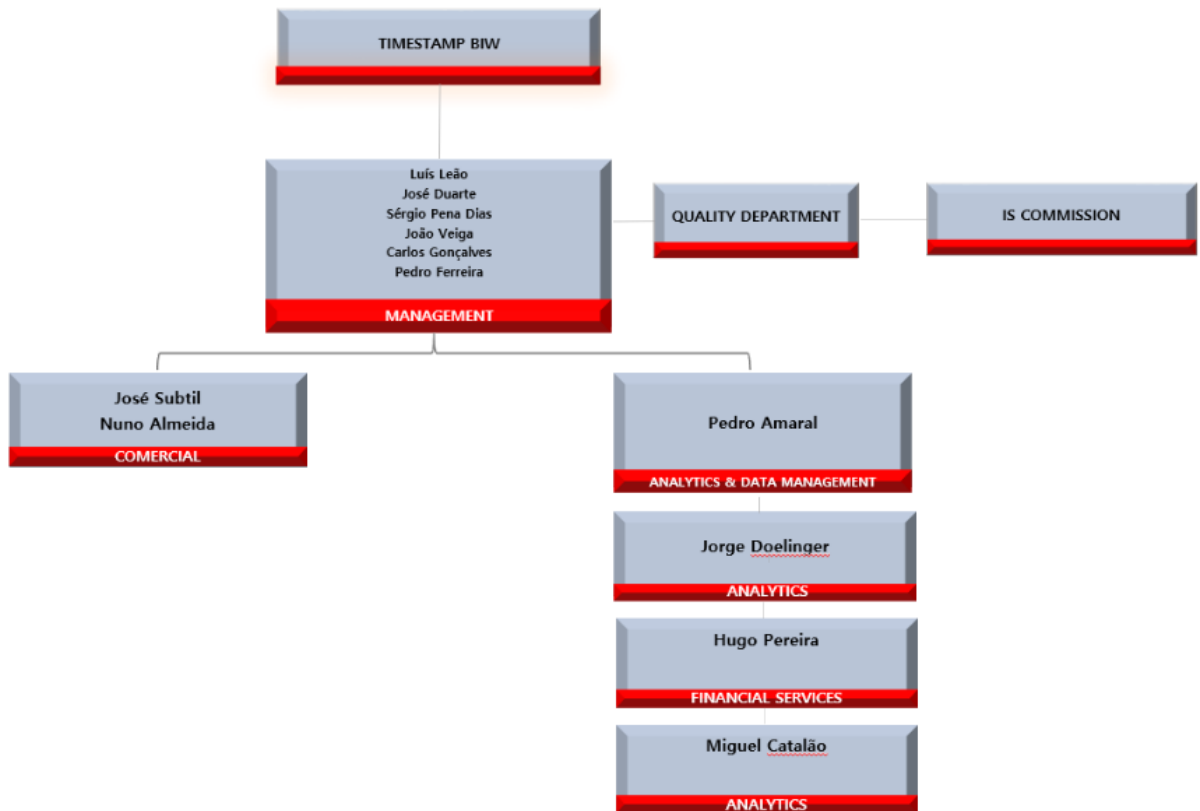 TIMESTAMP BIW
Luís Leão
José Duarte
Sérgio Pena Dias
João Veiga
Carlos Gonçalves
Pedro Ferreira
MANAGEMENT
QUALITY DEPARTMENT
IS COMMISSION
José Subtil
Nuno Almeida
COMERCIAL
Pedro Amaral
ANALYTICS & DATA MANAGEMENT
Jorge Doelinger
ANALYTICS
Hugo Pereira
FINANCIAL SERVICES
Miguel Catalão
ANALYTICS